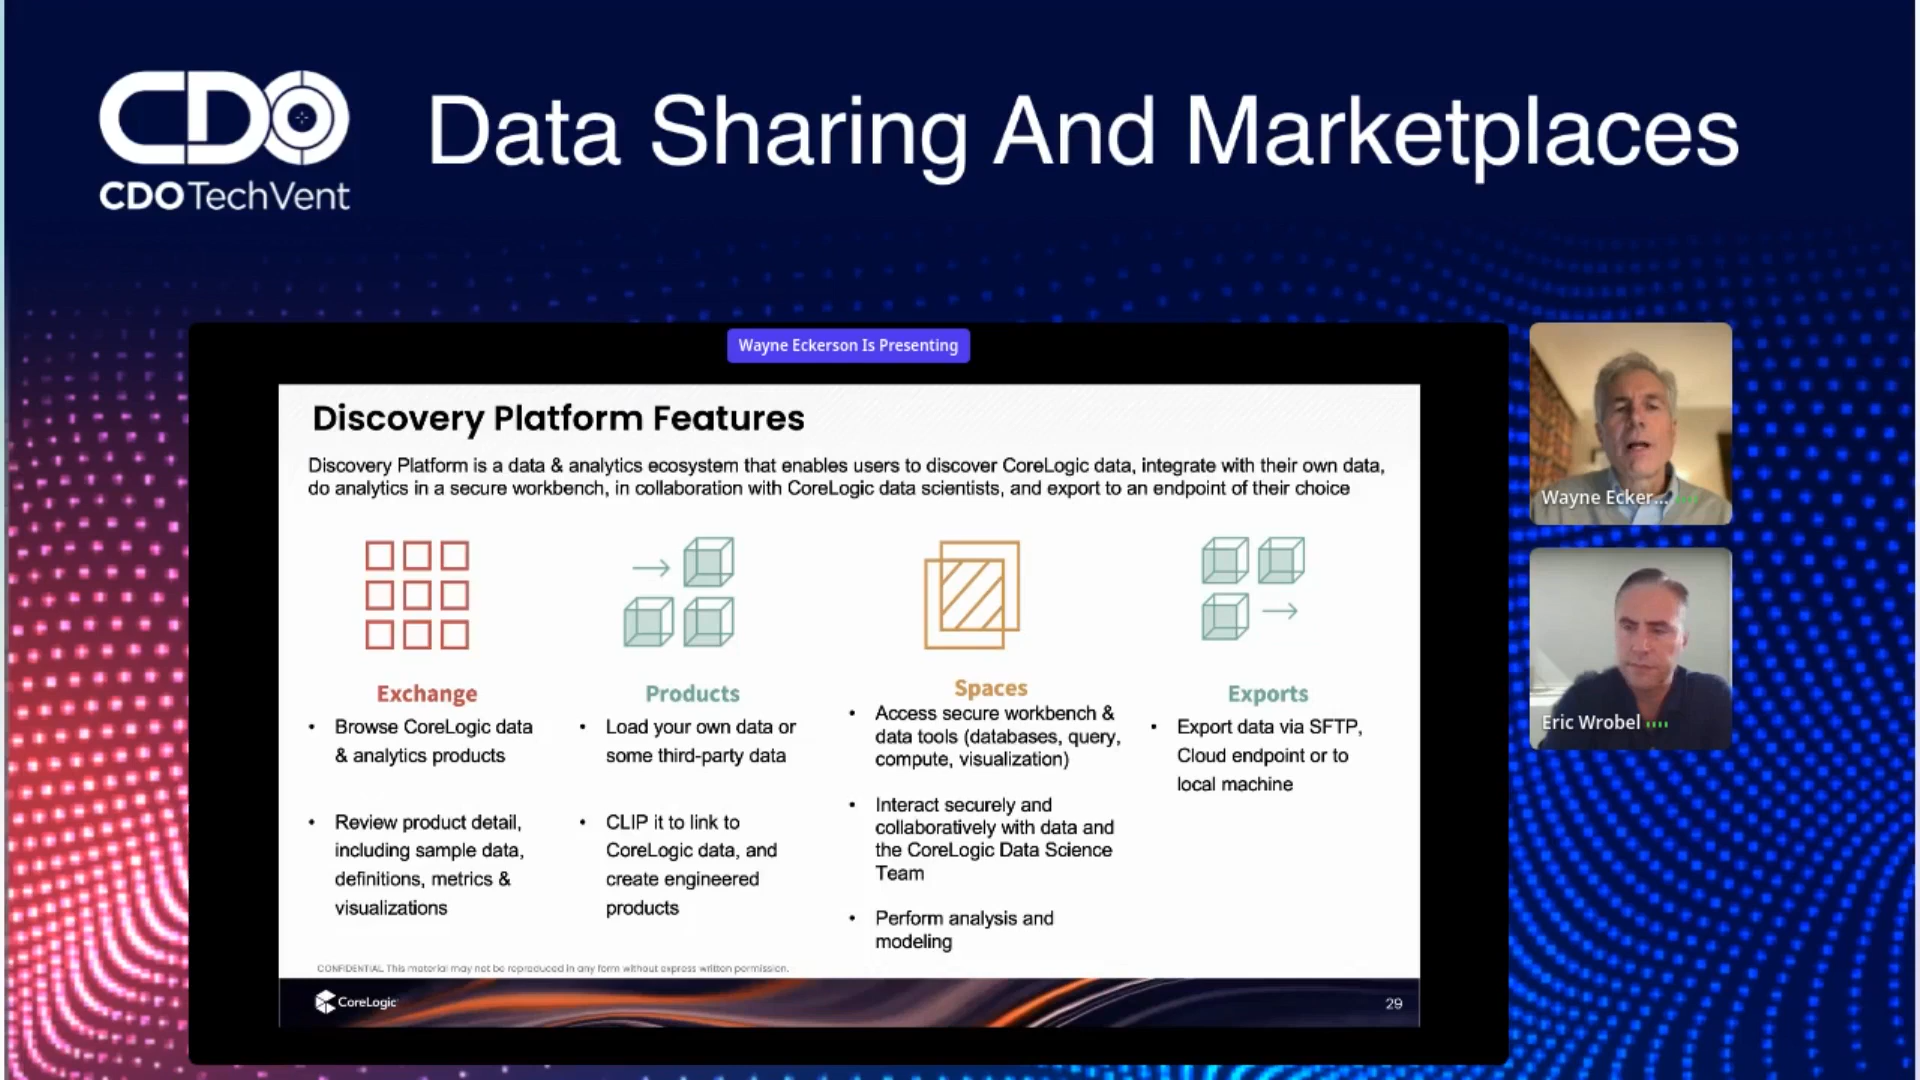 CDO
CDO TechVent
Data Sharing And Marketplaces
Wayne Eckerson Is Presenting
Discovery Platform Features
Discovery Platform is a data & analytics ecosystem that enables users to discover CoreLogic data, integrate with their own data,
do analytics in a secure workbench, in collaboration with CoreLogic data scientists, and export to an endpoint of their choice
Exchange
• Browse CoreLogic data
& analytics products
• Review product detail,
including sample data,
definitions, metrics &
visualizations
Products
• Load your own data or
some third-party data
• CLIP it to link to
CoreLogic data, and
create engineered
products
Spaces
• Access secure workbench &
data tools (databases, query,
compute, visualization)
• Interact securely and
collaboratively with data and
the CoreLogic Data Science
Team
• Perform analysis and
modeling
Exports
• Export data via SFTP,
Cloud endpoint or to
local machine
CONFIDENTIAL. This material may not be reproduced in any form without express written permission.
CoreLogic
29
Wayne Ecker...
Eric Wrobel